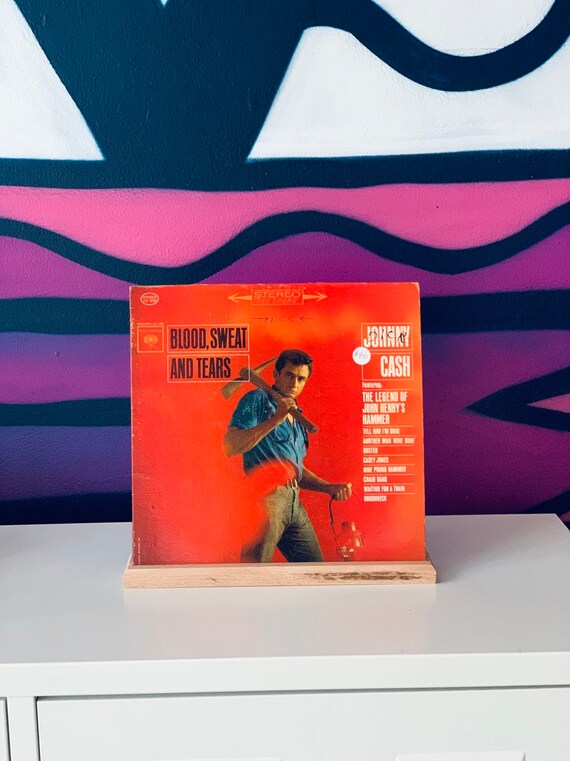 STEREO
BLOOD, SWEAT
AND TEARS
JOHNNY
CASH
Featuring:
THE LEGEND OF
JOHN HENRY'S
HAMMER
TELL HIM I'M GONE
ANOTHER MAN DONE GONE
BUSTED
CASEY JONES
NINE POUND HAMMER
CHAIN GANG
WAITING FOR A TRAIN
ROUGHNECK